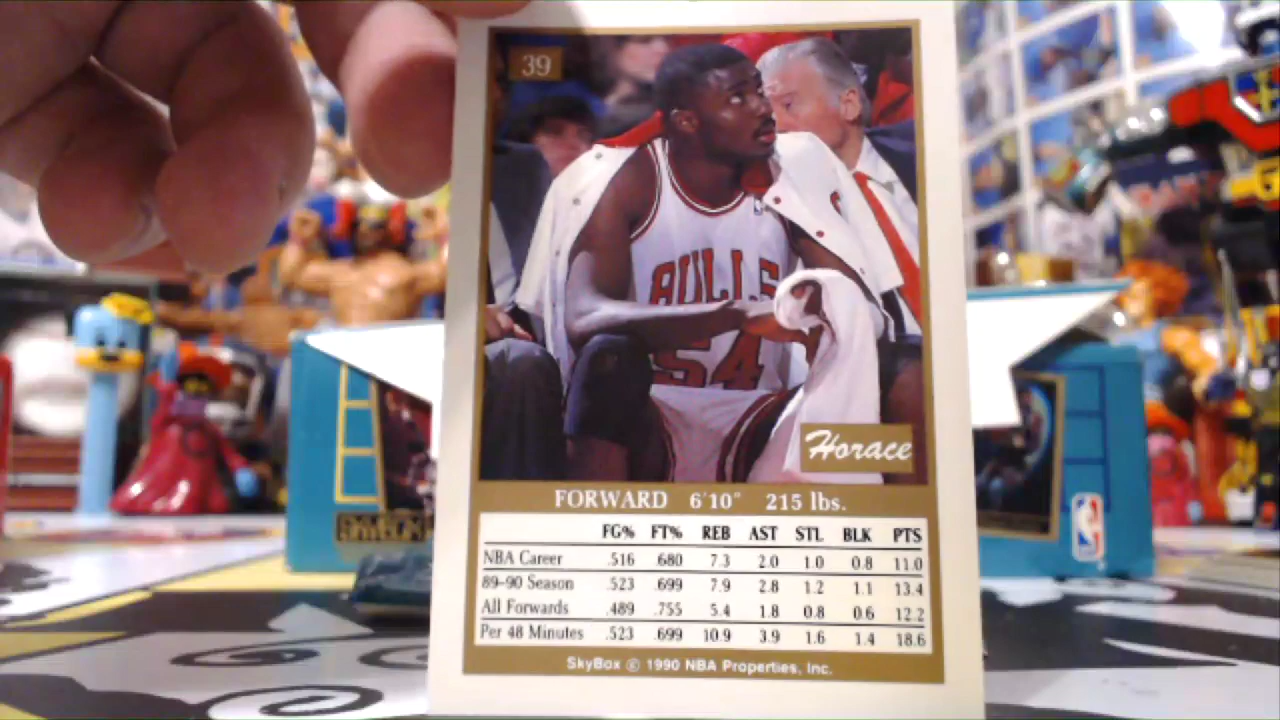 39
BULLS
54
Horace
FORWARD 6'10" 215 lbs.
FG% FT% REB AST STL BLK PTS
NBA Career .516 .680 7.3 2.0 1.0 0.8 11.0
89-90 Season .523 .699 7.9 2.8 1.2 1.1 13.4
All Forwards .489 .755 5.4 1.8 0.8 0.6 12.2
Per 48 Minutes .523 .699 10.9 3.9 1.6 1.4 18.6
SkyBox © 1990 NBA Properties, Inc.
SKYBOX
NBA